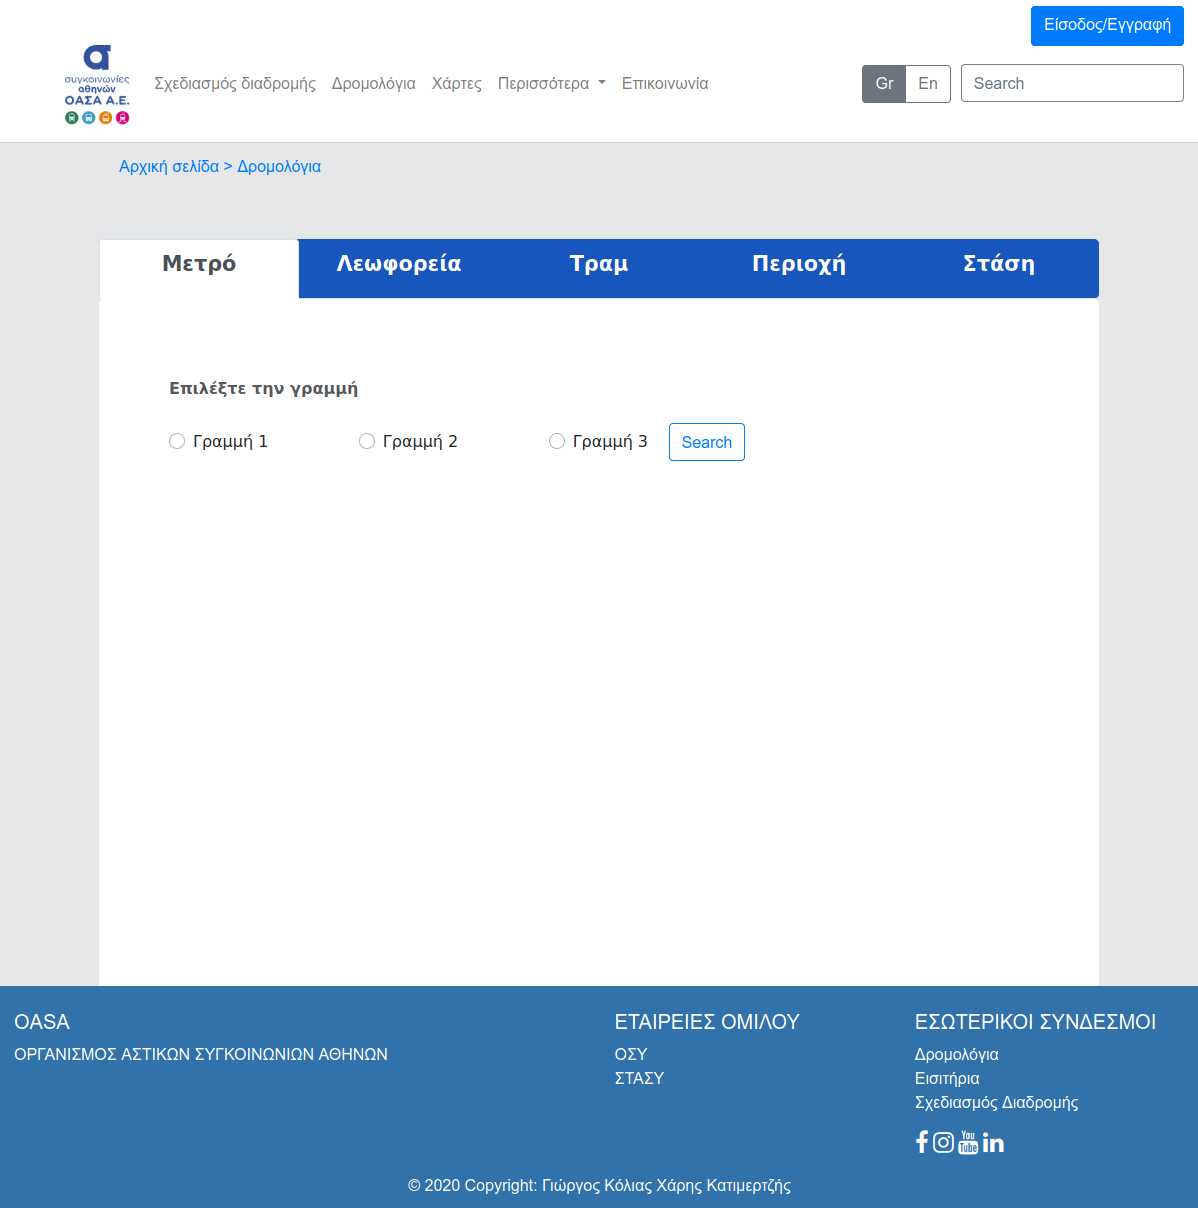 Είσοδος/Εγγραφή
συγκοινωνίες
αθηνών
ΟΑΣΑ Α.Ε.
Σχεδιασμός διαδρομής Δρομολόγια Χάρτες Περισσότερα Επικοινωνία Gr En Search
Αρχική σελίδα > Δρομολόγια
Μετρό Λεωφορεία Τραμ Περιοχή Στάση
Επιλέξτε την γραμμή
Γραμμή 1 Γραμμή 2 Γραμμή 3 Search
OASA ΕΤΑΙΡΕΙΕΣ ΟΜΙΛΟΥ ΕΣΩΤΕΡΙΚΟΙ ΣΥΝΔΕΣΜΟΙ
ΟΡΓΑΝΙΣΜΟΣ ΑΣΤΙΚΩΝ ΣΥΓΚΟΙΝΩΝΙΩΝ ΑΘΗΝΩΝ ΟΣΥ Δρομολόγια
ΣΤΑΣΥ Εισιτήρια
Σχεδιασμός Διαδρομής
You
Tube
© 2020 Copyright: Γιώργος Κόλιας Χάρης Κατιμερτζής